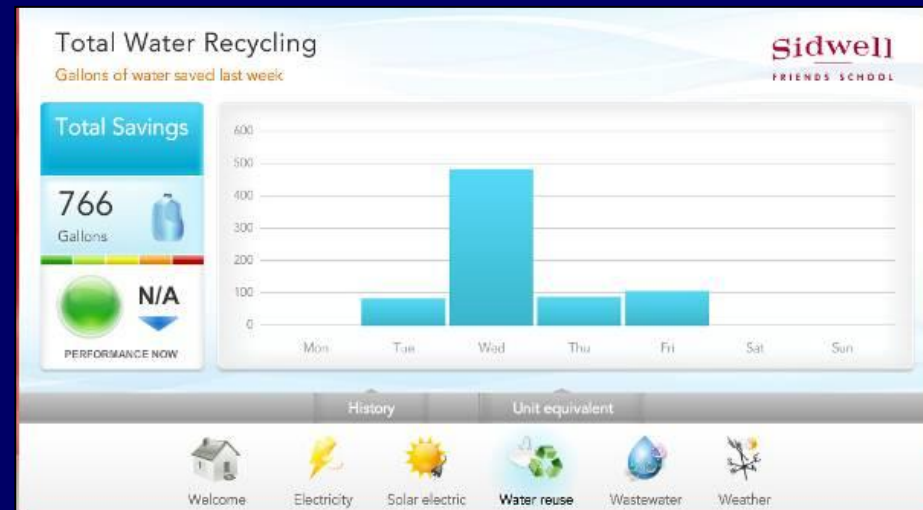 Total Water Recycling
Gallons of water saved last week
Sidwell
FRIENDS SCHOOL
Total Savings
766
Gallons
N/A
PERFORMANCE NOW
600
500
400
300
200
100
0
Mon Tue Wed Thu Fri Sat Sun
History Unit equivalent
Welcome Electricity Solar electric Water reuse Wastewater Weather